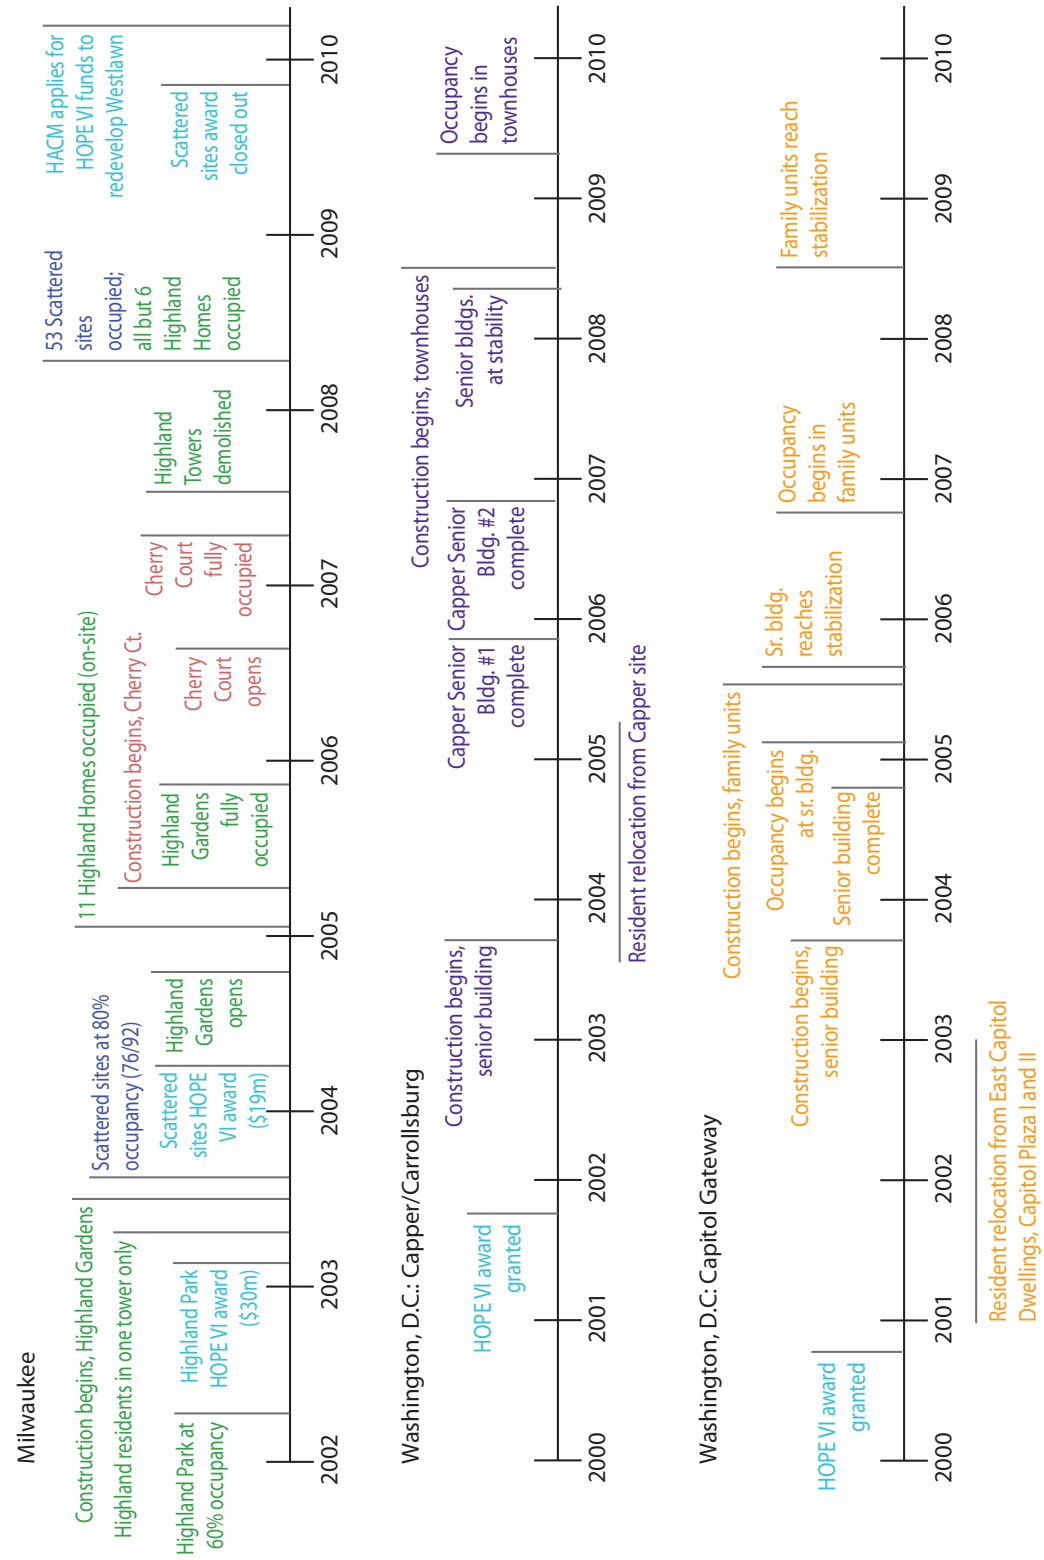 Milwaukee
Construction begins, Highland Gardens
Highland residents in one tower only
Highland Park at
60% occupancy
Highland Park
HOPE VI award
($30m)
Scattered sites at 80%
occupancy (76/92)
Scattered
sites HOPE
VI award
($19m)
Highland
Gardens
opens
11 Highland Homes occupied (on-site)
Construction begins, Cherry Ct.
Highland
Gardens
fully
occupied
Cherry
Court
opens
Cherry
Court
fully
occupied
Highland
Towers
demolished
53 Scattered
sites
occupied;
all but 6
Highland
Homes
occupied
HACM applies for
HOPE VI funds to
redevelop Westlawn
Scattered
sites award
closed out
2002
2003
2004
2005
2006
2007
2008
2009
2010
Washington, D.C.: Capper/Carrollsburg
HOPE VI award
granted
Construction begins,
senior building
Capper Senior
Bldg. #1
complete
Capper Senior
Bldg. #2
complete
Construction begins, townhouses
Senior bldgs.
at stability
Occupancy
begins in
townhouses
2000
2001
2002
2003
2004
2005
2006
2007
2008
2009
2010
Resident relocation from Capper site
Washington, D.C: Capitol Gateway
HOPE VI award
granted
Construction begins,
senior building
Construction begins, family units
Occupancy begins
at sr. bldg.
Senior building
complete
Sr. bldg.
reaches
stabilization
Occupancy
begins in
family units
Family units reach
stabilization
2000
2001
2002
2003
2004
2005
2006
2007
2008
2009
2010
Resident relocation from East Capitol
Dwellings, Capitol Plaza I and II